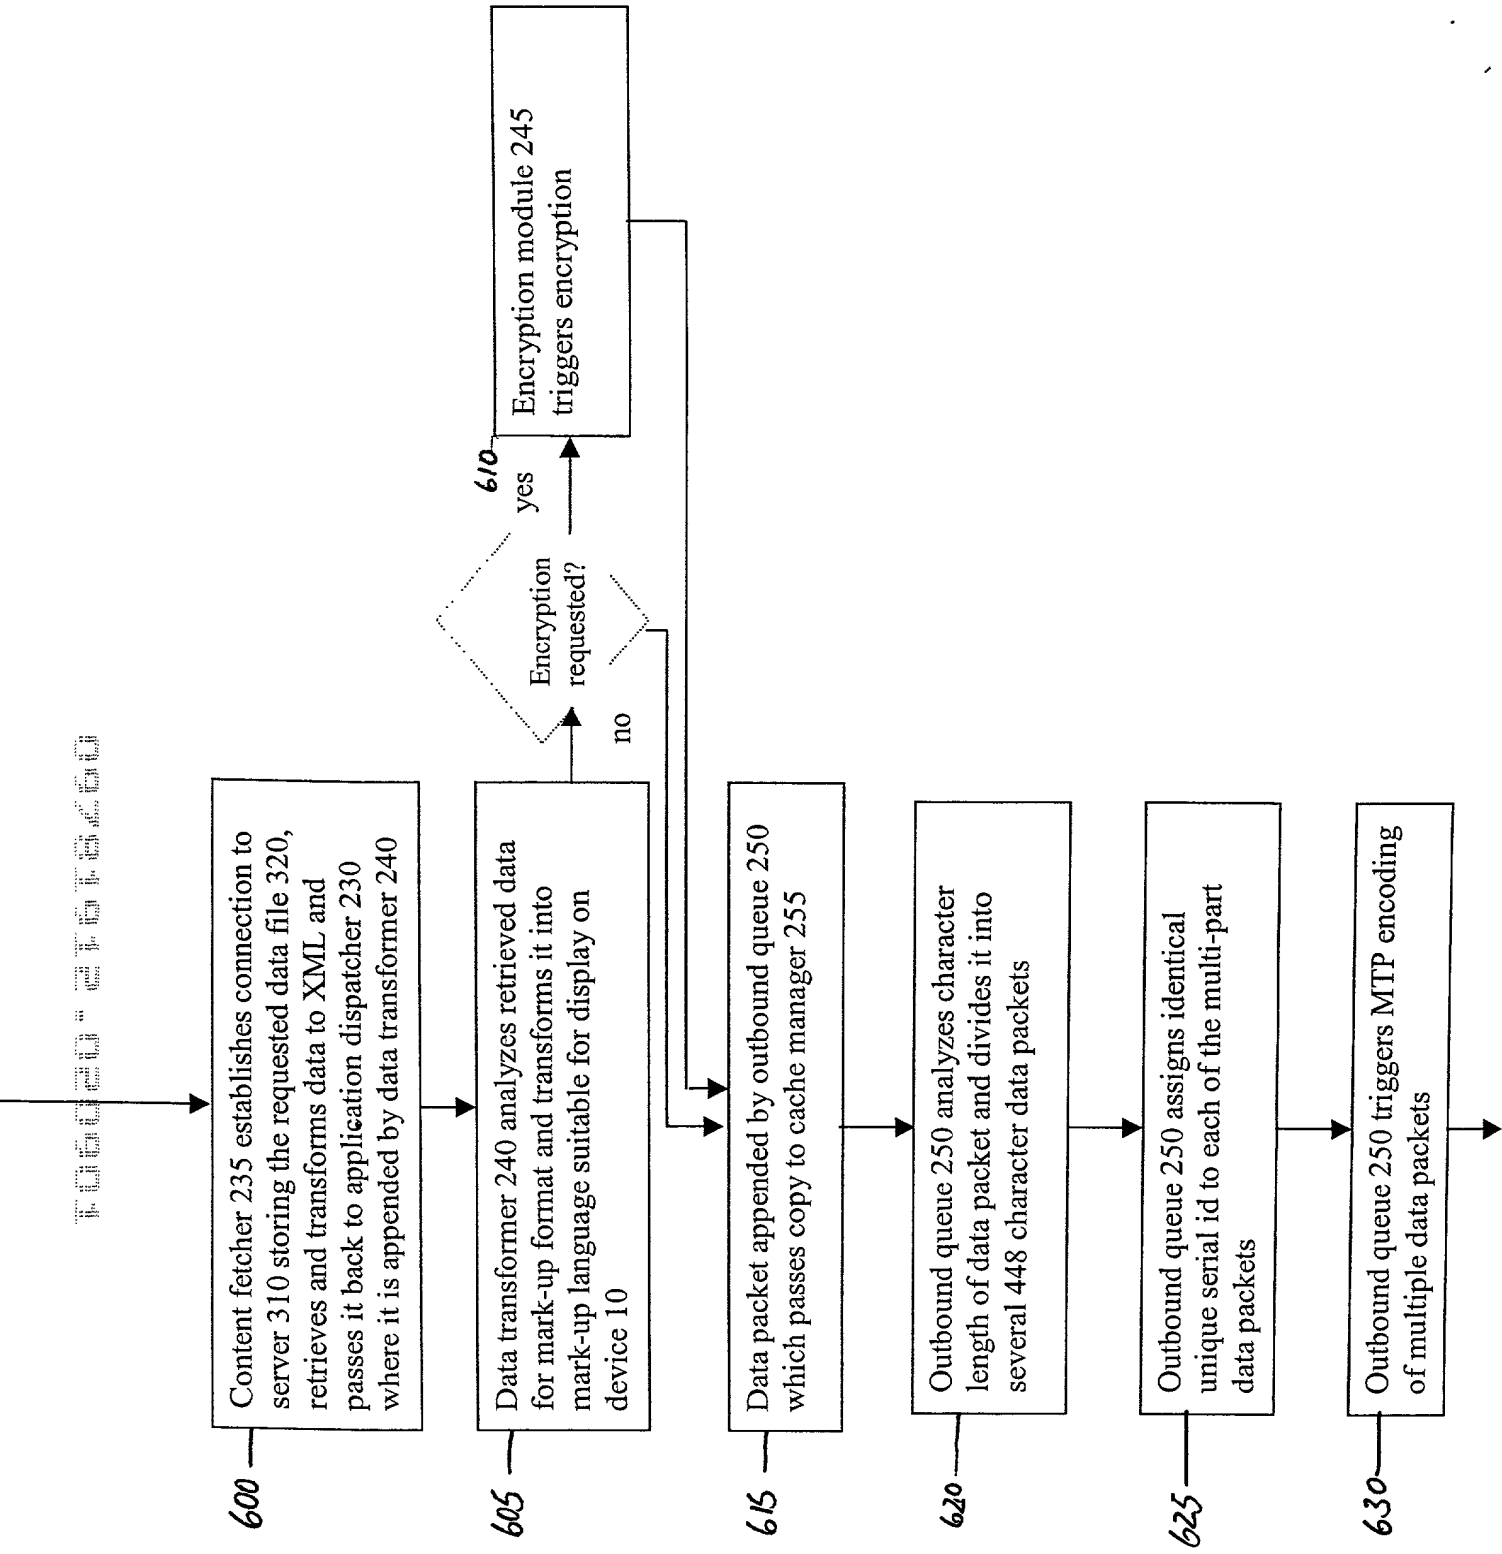 600
Content fetcher 235 establishes connection to
server 310 storing the requested data file 320,
retrieves and transforms data to XML and
passes it back to application dispatcher 230
where it is appended by data transformer 240
605
Data transformer 240 analyzes retrieved data
for mark-up format and transforms it into
mark-up language suitable for display on
device 10
Encryption
requested?
yes
no
610
Encryption module 245
triggers encryption
615
Data packet appended by outbound queue 250
which passes copy to cache manager 255
620
Outbound queue 250 analyzes character
length of data packet and divides it into
several 448 character data packets
625
Outbound queue 250 assigns identical
unique serial id to each of the multi-part
data packets
630
Outbound queue 250 triggers MTP encoding
of multiple data packets